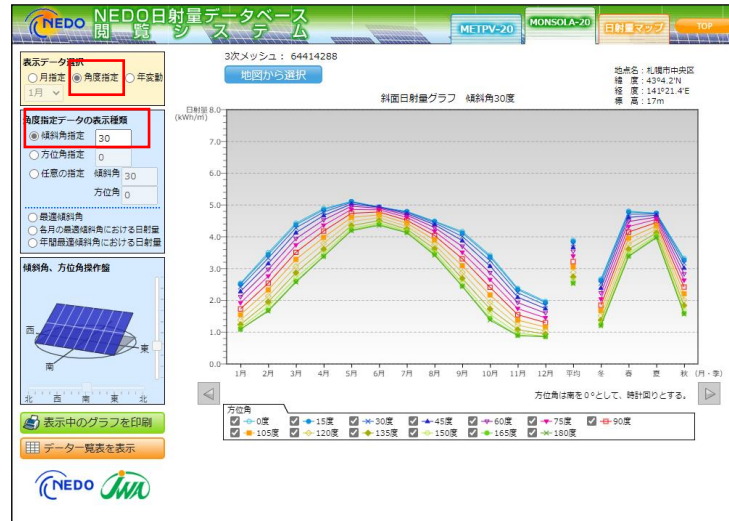 NEDO
NEDO日射量データベース
閲覧システム
METPV-20
MONSOLA-20
日射量マップ
TOP
表示データ選択
月指定 角度指定 年変動
1月
角度指定データの表示種類
傾斜角指定 30
方位角指定 0
任意の指定 傾斜角 30
方位角 0
最適傾斜角
各月の最適傾斜角における日射量
年間最適傾斜角における日射量
傾斜角、方位角操作盤
西
東
南
北 西 南 東 北
表示中のグラフを印刷
データ一覧表を表示
NEDO JWA
3次メッシュ： 64414288
地図から選択
地点名：札幌市中央区
緯 度：43º4.2'N
経 度：141º21.4'E
標 高：17m
斜面日射量グラフ 傾斜角30度
日射量
(kWh/㎡)
8.0
7.0
6.0
5.0
4.0
3.0
2.0
1.0
0.0
1月 2月 3月 4月 5月 6月 7月 8月 9月 10月 11月 12月 平均 冬 春 夏 秋 (月・季)
方位角は南を０°として、時計回りとする。
方位角
0度 15度 30度 45度 60度 75度 90度
105度 120度 135度 150度 165度 180度